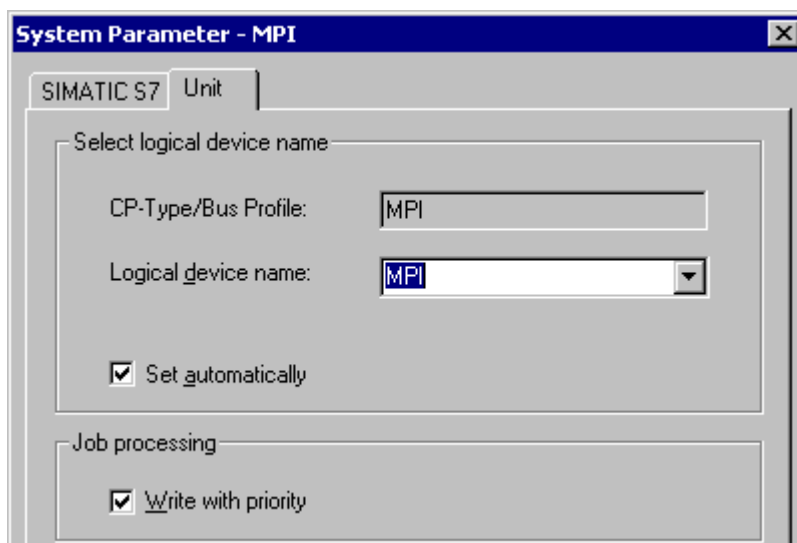 System Parameter - MPI
SIMATIC S7 Unit
Select logical device name
CP-Type/Bus Profile: MPI
Logical device name: MPI
Set automatically
Job processing
Write with priority